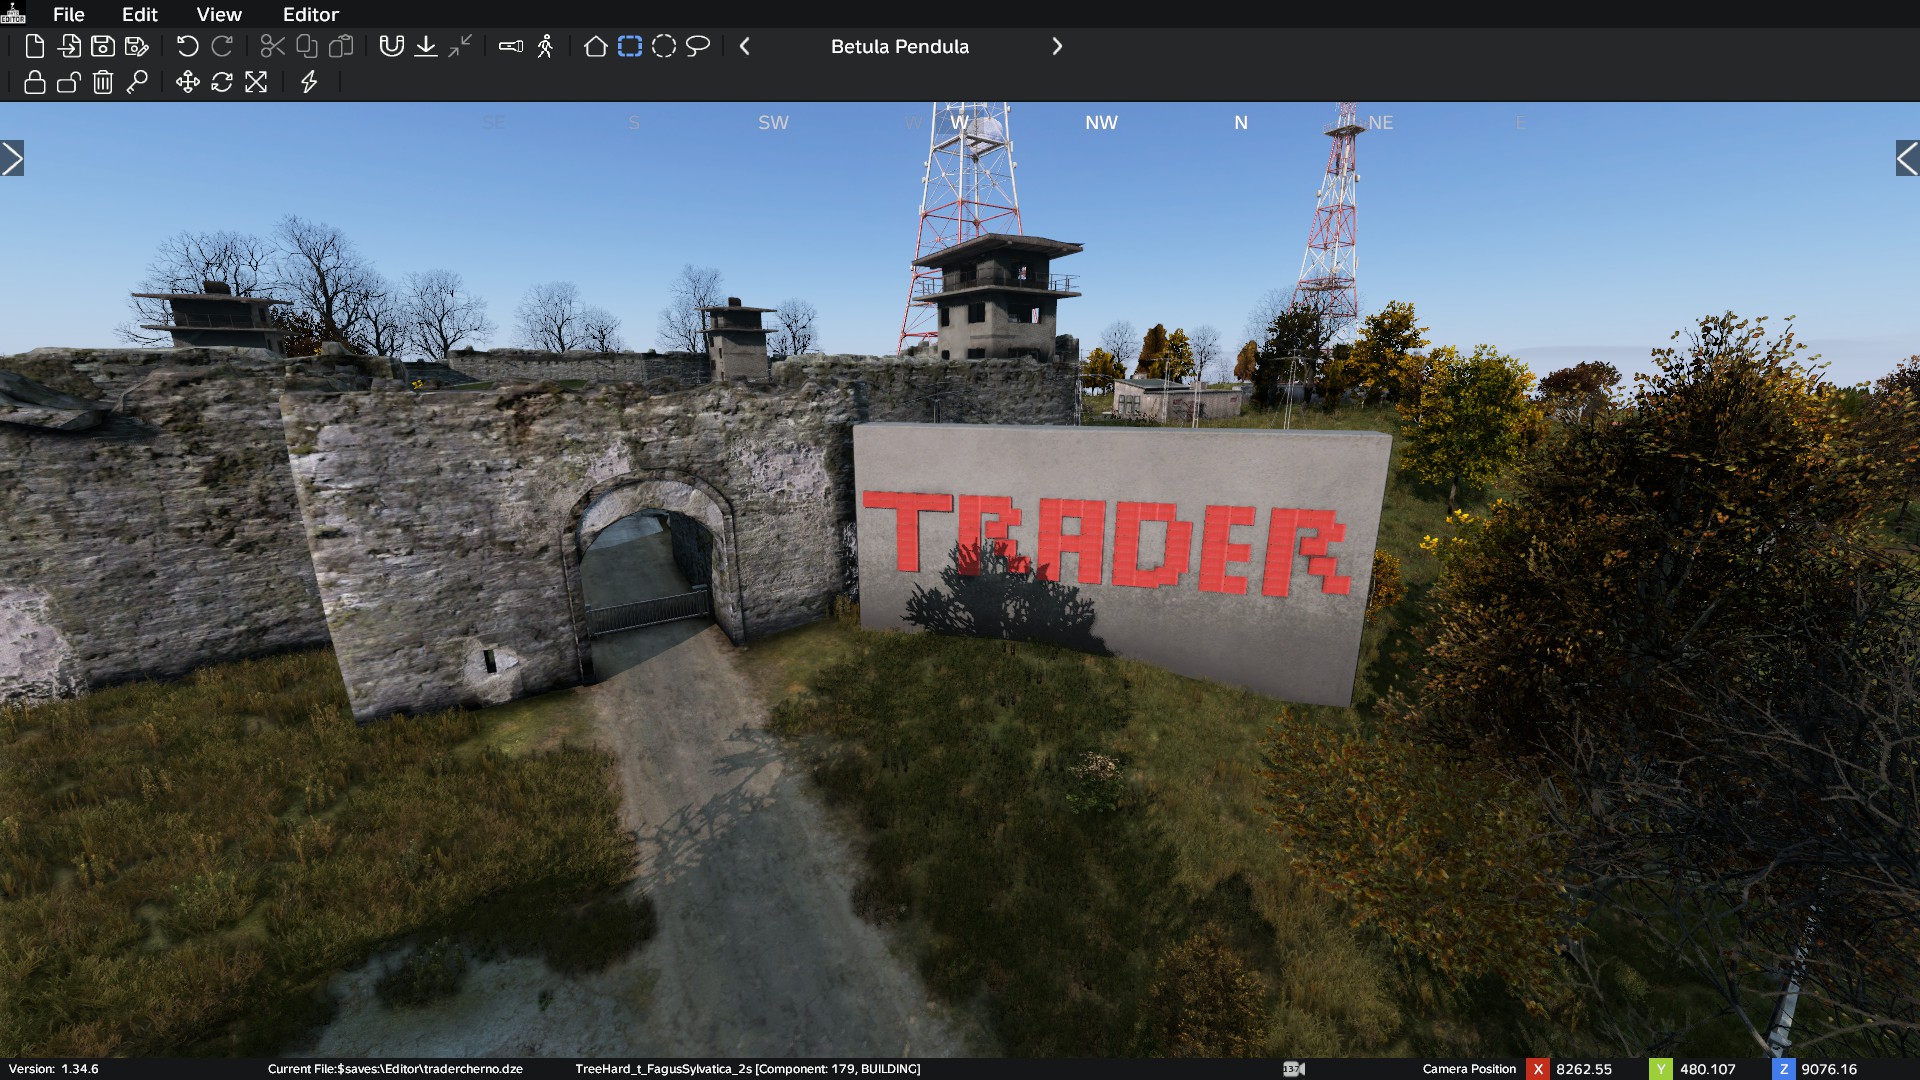 File Edit View Editor
Betula Pendula
SE S SW W W NW N NE E
TRADER
Version: 1.34.6 Current File:$saves:\Editor\tradercherno.dze TreeHard_t_FagusSylvatica_2s [Component: 179, BUILDING] 137 Camera Position X 8262.55 Y 480.107 Z 9076.16